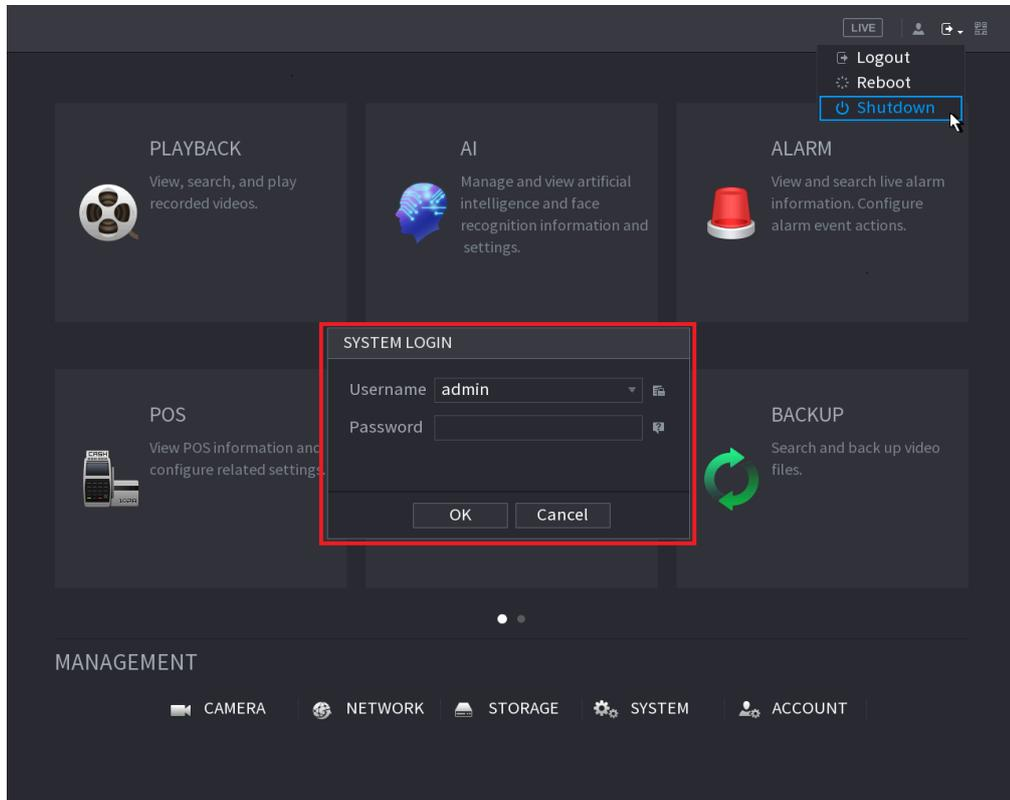 LIVE
Logout
Reboot
Shutdown
PLAYBACK
View, search, and play
recorded videos.
AI
Manage and view artificial
intelligence and face
recognition information and
settings.
ALARM
View and search live alarm
information. Configure
alarm event actions.
SYSTEM LOGIN
Username admin
Password
OK Cancel
POS
View POS information and
configure related settings.
CASH
BACKUP
Search and back up video
files.
MANAGEMENT
CAMERA NETWORK STORAGE SYSTEM ACCOUNT